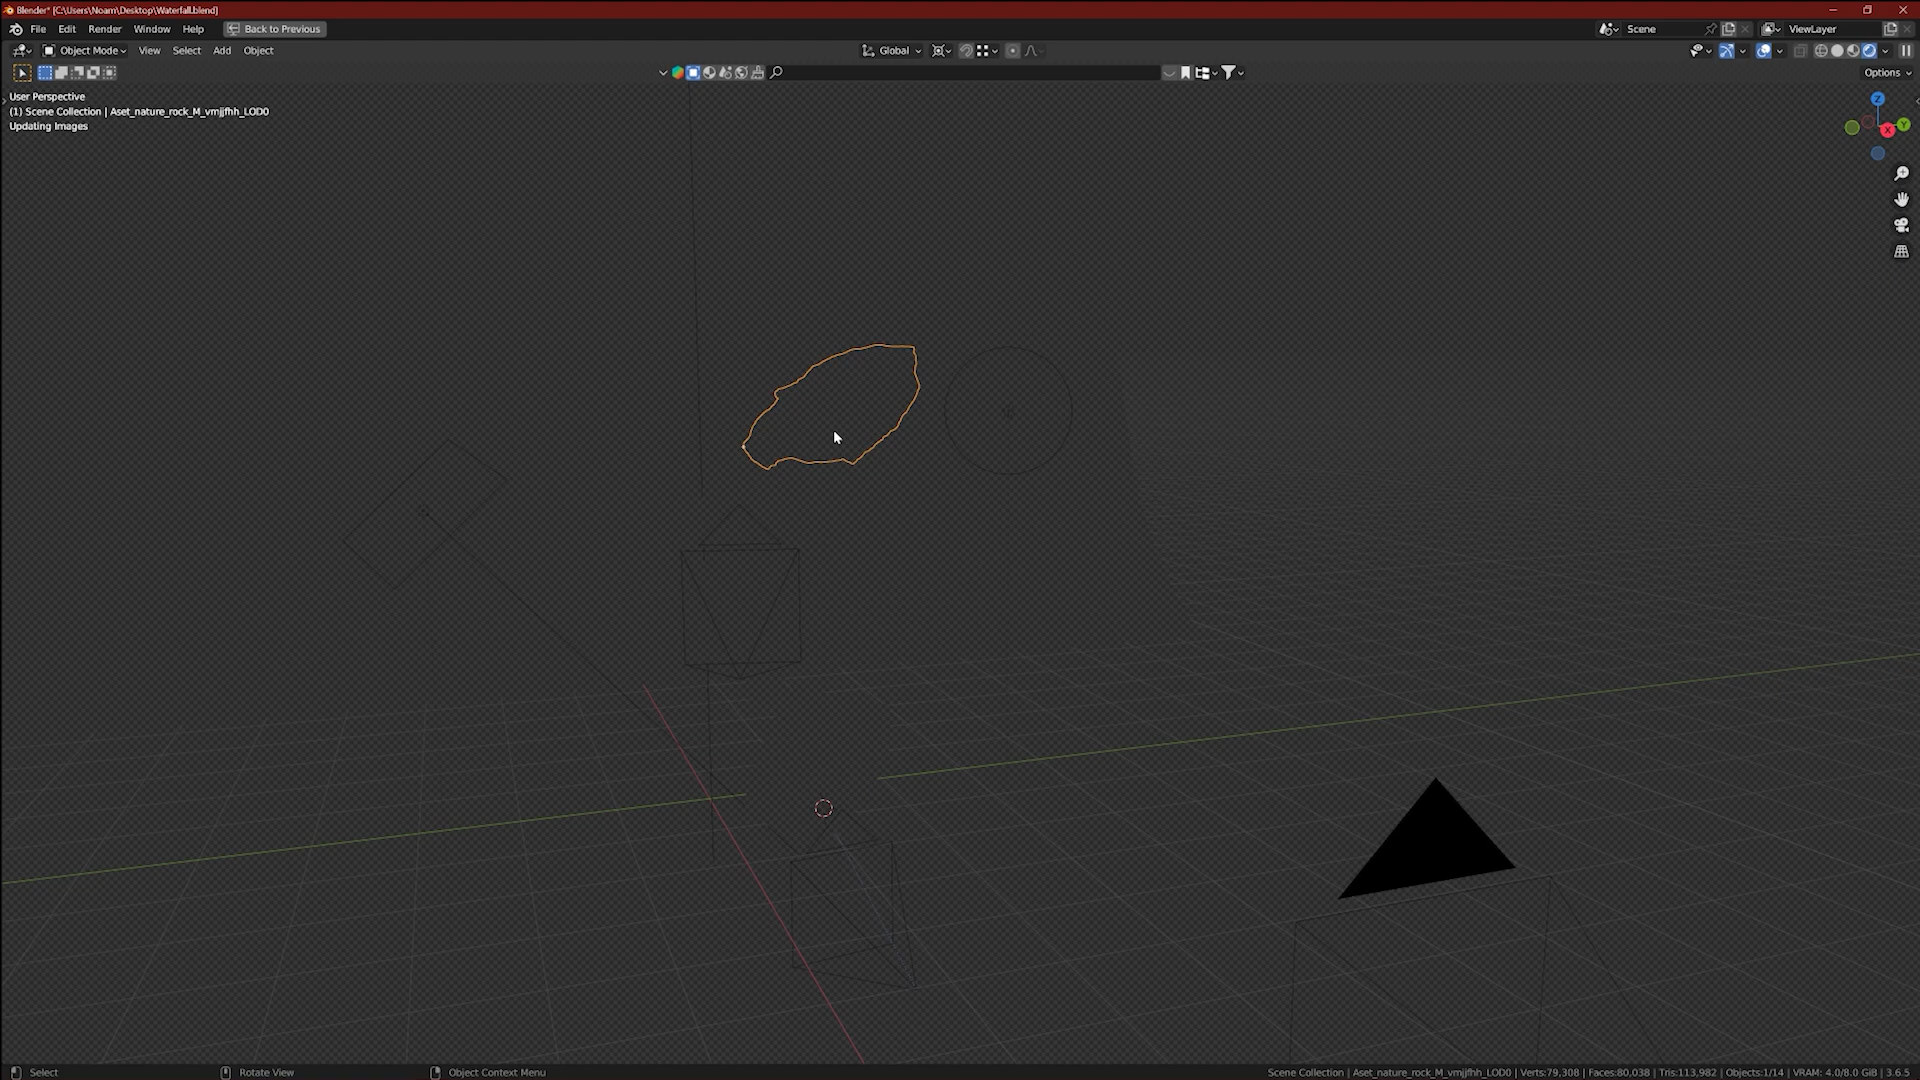 Blender* [C:\Users\Noam\Desktop\Waterfall.blend]
File Edit Render Window Help Back to Previous Scene ViewLayer
Object Mode View Select Add Object Global
Options
User Perspective
(1) Scene Collection | Aset_nature_rock_M_vmjjfhh_LOD0
Updating Images
Z
X Y
Select Rotate View Object Context Menu Scene Collection | Aset_nature_rock_M_vmjjfhh_LOD0 | Verts:79,308 | Faces:80,038 | Tris:113,982 | Objects:1/14 | VRAM: 4.0/8.0 GiB | 3.6.5